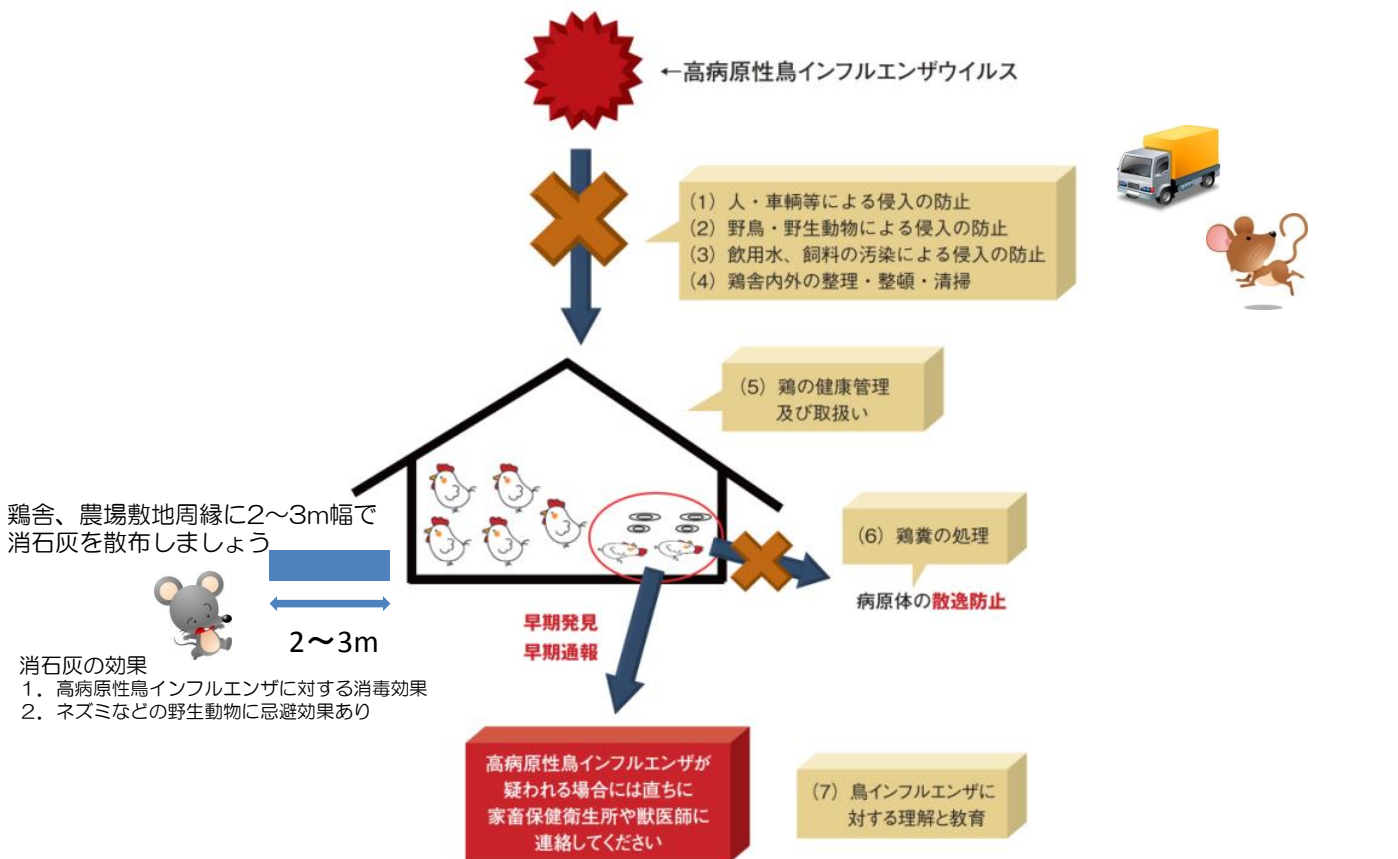 ←高病原性鳥インフルエンザウイルス
(1) 人・車輌等による侵入の防止
(2) 野鳥・野生動物による侵入の防止
(3) 飲用水、飼料の汚染による侵入の防止
(4) 鶏舎内外の整理・整頓・清掃
(5) 鶏の健康管理
及び取扱い
鶏舎、農場敷地周縁に2～3m幅で
消石灰を散布しましょう
2～3m
消石灰の効果
1．高病原性鳥インフルエンザに対する消毒効果
2．ネズミなどの野生動物に忌避効果あり
(6) 鶏糞の処理
病原体の散逸防止
早期発見
早期通報
高病原性鳥インフルエンザが
疑われる場合には直ちに
家畜保健衛生所や獣医師に
連絡してください
(7) 鳥インフルエンザに
対する理解と教育